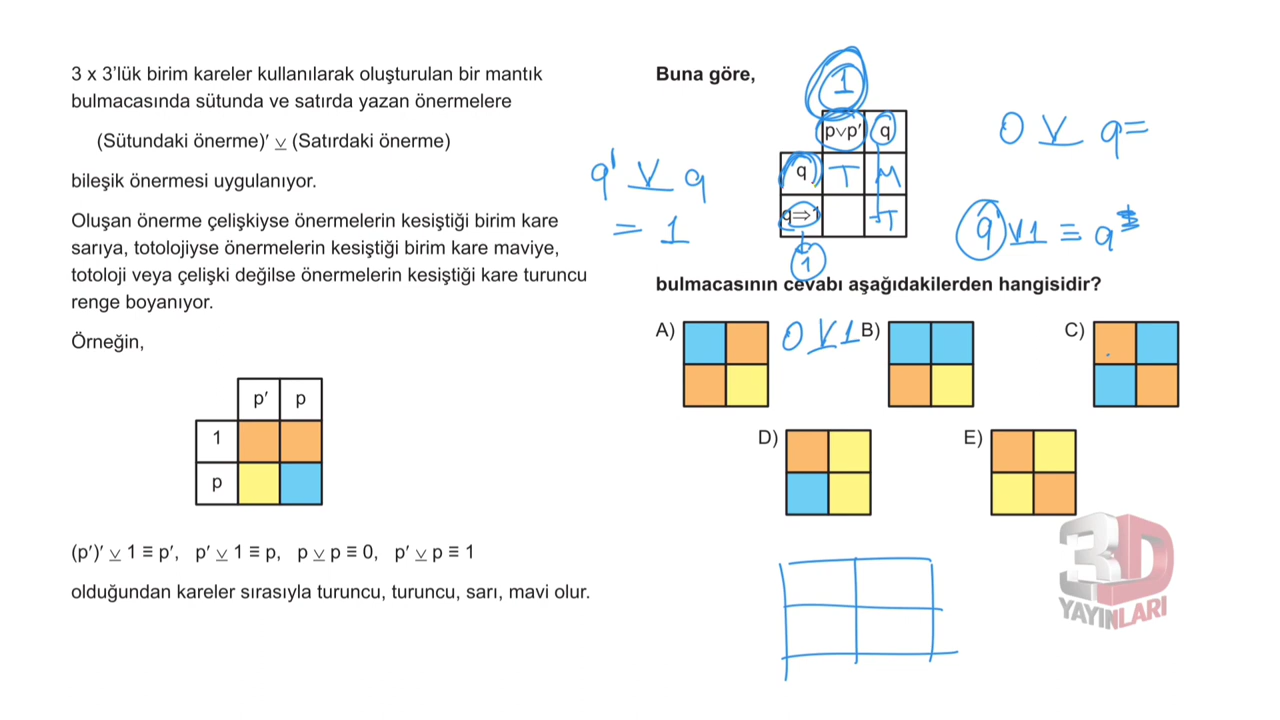 3 x 3'lük birim kareler kullanılarak oluşturulan bir mantık
bulmacasında sütunda ve satırda yazan önermelere
(Sütundaki önerme)′ ⊻ (Satırdaki önerme)
bileşik önermesi uygulanıyor.
Oluşan önerme çelişkiyse önermelerin kesiştiği birim kare
sarıya, totolojiyse önermelerin kesiştiği birim kare maviye,
totoloji veya çelişki değilse önermelerin kesiştiği kare turuncu
renge boyanıyor.
Örneğin,
p′ p
1
p
(p′)′ ⊻ 1 ≡ p′, p′ ⊻ 1 ≡ p, p ⊻ p ≡ 0, p′ ⊻ p ≡ 1
olduğundan kareler sırasıyla turuncu, turuncu, sarı, mavi olur.
Buna göre,
1
p∨p′ q
q T M
q⇒1 T
1
q' ⊻ q
= 1
0 ⊻ q=
q' ⊻ 1 ≡ q
bulmacasının cevabı aşağıdakilerden hangisidir?
A) 0 ⊻ 1 B) C)
D) E)
3D
YAYINLARI